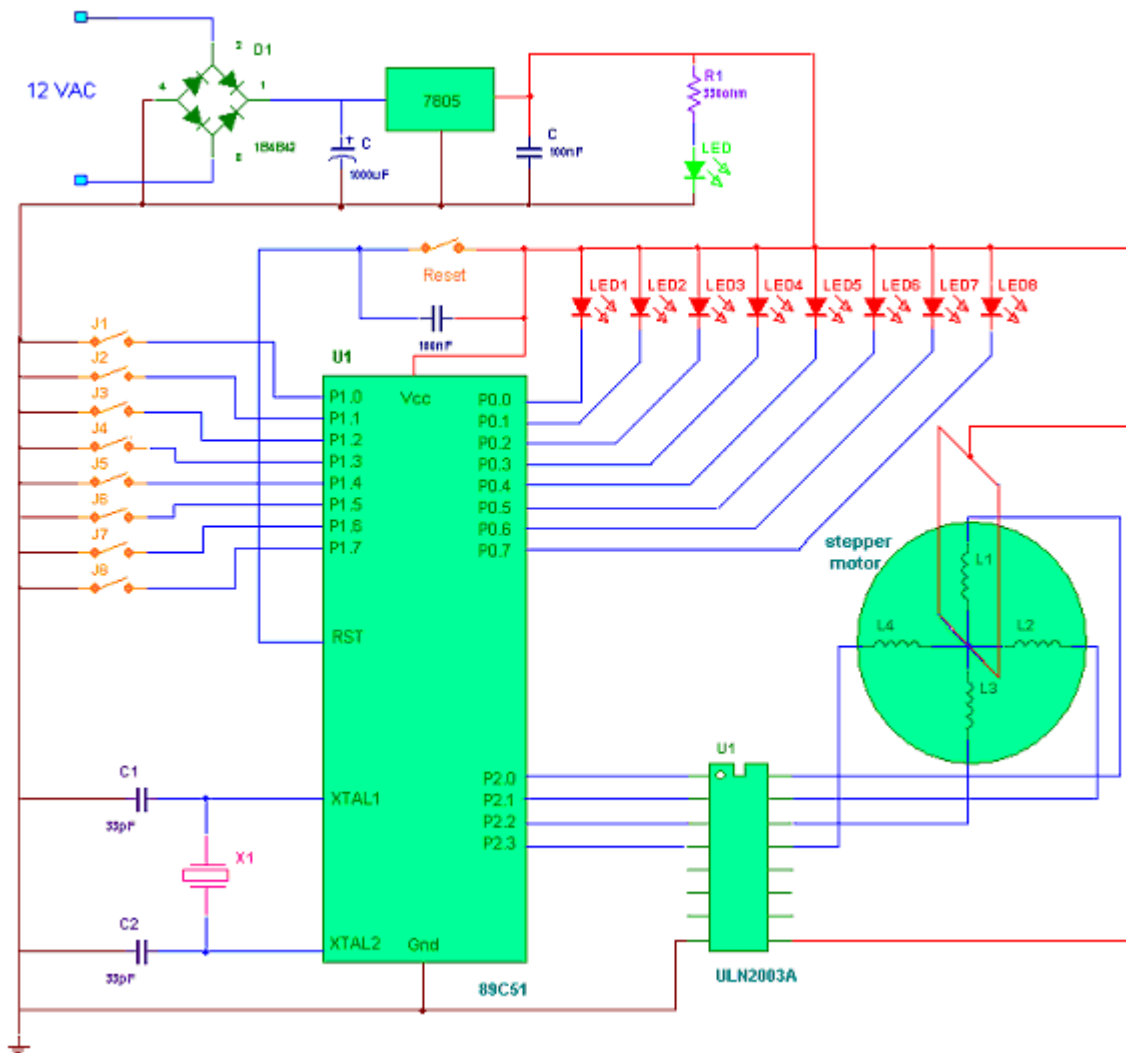 12 VAC
2 D1
4
1
1B4B42
7805
C
1000uF
C
100nF
R1
330ohm
LED
Reset
100nF
LED1 LED2 LED3 LED4 LED5 LED6 LED7 LED8
J1
J2
J3
J4
J5
J6
J7
J8
U1
Vcc
P1.0
P1.1
P1.2
P1.3
P1.4
P1.5
P1.6
P1.7
P0.0
P0.1
P0.2
P0.3
P0.4
P0.5
P0.6
P0.7
RST
stepper
motor
L1
L2
L3
L4
P2.0
P2.1
P2.2
P2.3
U1
ULN2003A
C1
33pF
X1
C2
33pF
XTAL1
XTAL2
Gnd
89C51